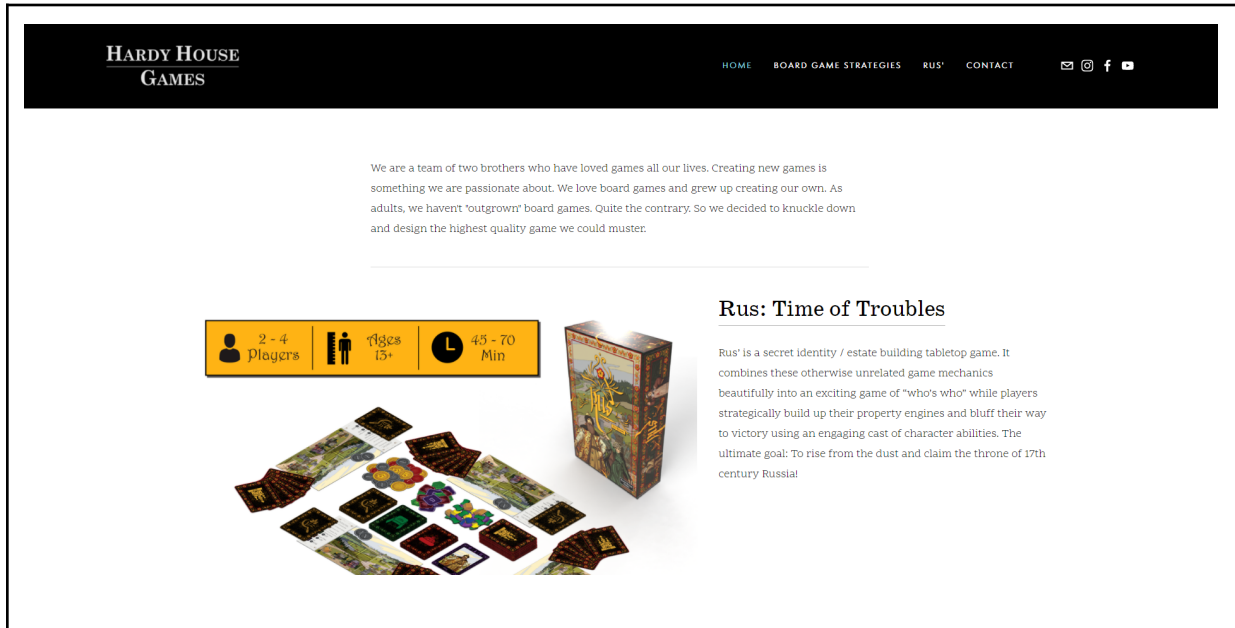 HARDY HOUSE
GAMES
HOME BOARD GAME STRATEGIES RUS' CONTACT
We are a team of two brothers who have loved games all our lives. Creating new games is
something we are passionate about. We love board games and grew up creating our own. As
adults, we haven't "outgrown" board games. Quite the contrary. So we decided to knuckle down
and design the highest quality game we could muster.
2 - 4
Players
Ages
13+
45 - 70
Min
Rus: Time of Troubles
Rus' is a secret identity / estate building tabletop game. It
combines these otherwise unrelated game mechanics
beautifully into an exciting game of "who's who" while players
strategically build up their property engines and bluff their way
to victory using an engaging cast of character abilities. The
ultimate goal: To rise from the dust and claim the throne of 17th
century Russia!